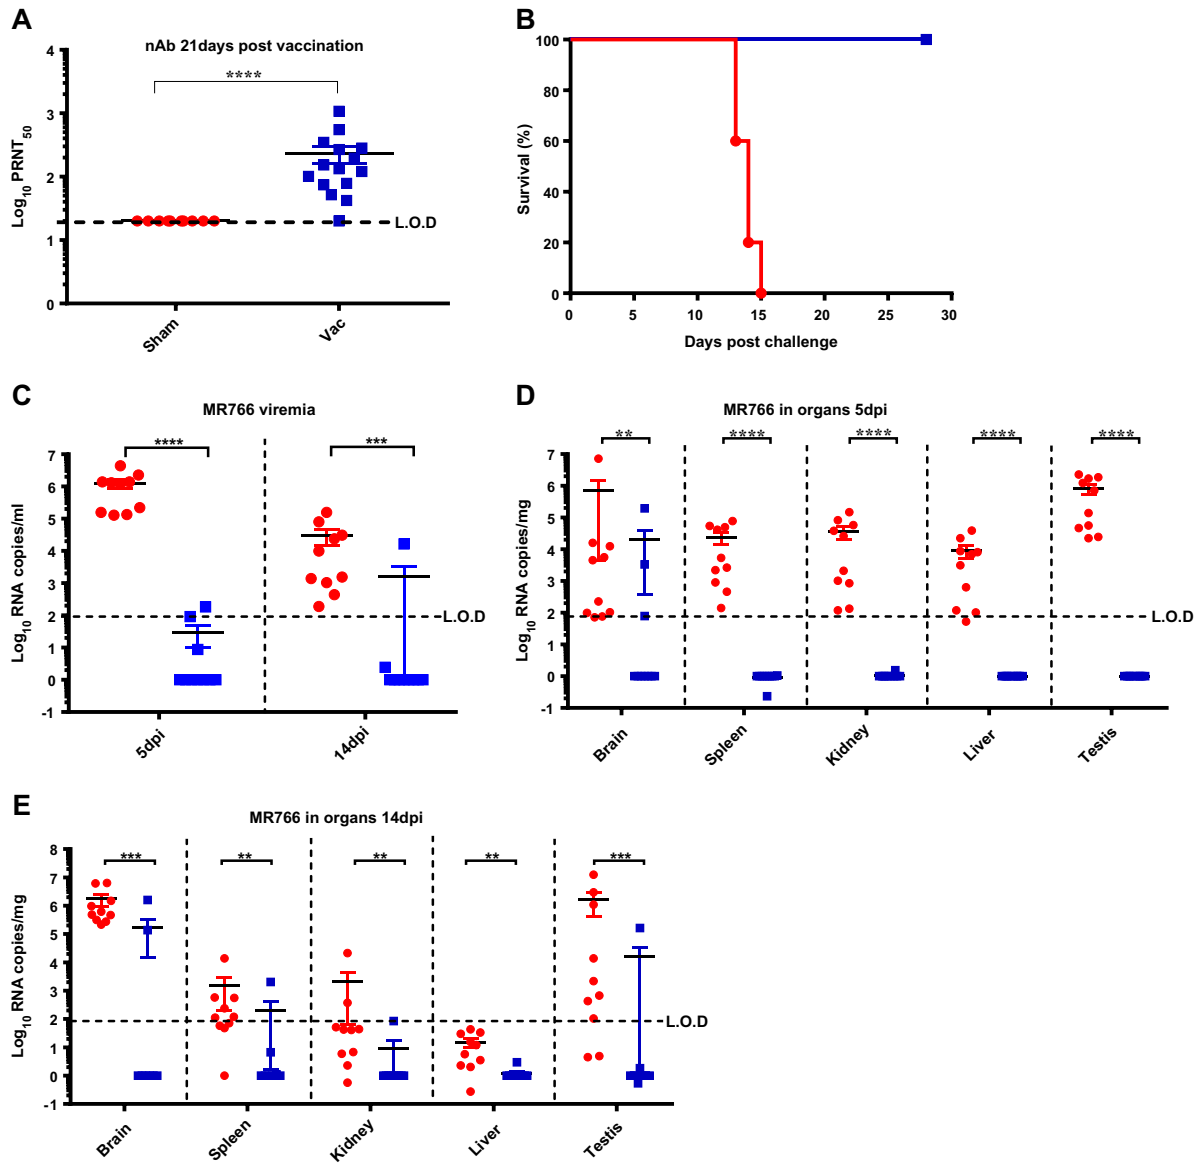 A
nAb 21days post vaccination
****
Log10 PRNT50
4
3
2
1
0
L.O.D
Sham
Vac
B
Survival (%)
100
80
60
40
20
0
0 5 10 15 20 25 30
Days post challenge
C
MR766 viremia
**** ***
Log10 RNA copies/ml
7
6
5
4
3
2
1
0
-1
L.O.D
5dpi
14dpi
D
MR766 in organs 5dpi
** **** **** **** ****
Log10 RNA copies/mg
7
6
5
4
3
2
1
0
-1
L.O.D
Brain
Spleen
Kidney
Liver
Testis
E
MR766 in organs 14dpi
*** ** ** ** ***
Log10 RNA copies/mg
8
7
6
5
4
3
2
1
0
-1
L.O.D
Brain
Spleen
Kidney
Liver
Testis